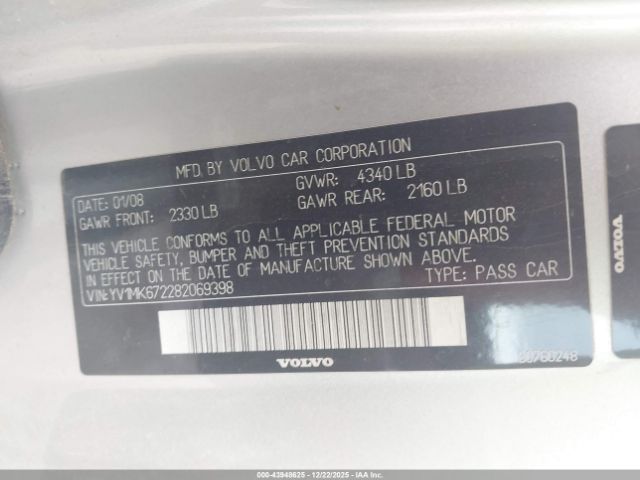 MFD. BY VOLVO CAR CORPORATION
DATE: 01/08 GVWR: 4340 LB
GAWR FRONT: 2330 LB GAWR REAR: 2160 LB
THIS VEHICLE CONFORMS TO ALL APPLICABLE FEDERAL MOTOR
VEHICLE SAFETY, BUMPER AND THEFT PREVENTION STANDARDS
IN EFFECT ON THE DATE OF MANUFACTURE SHOWN ABOVE.
VIN: YV1MK672282069398 TYPE: PASS CAR
VOLVO
30760248
VOLVO
000-43948625 - 12/22/2025 - IAA Inc.